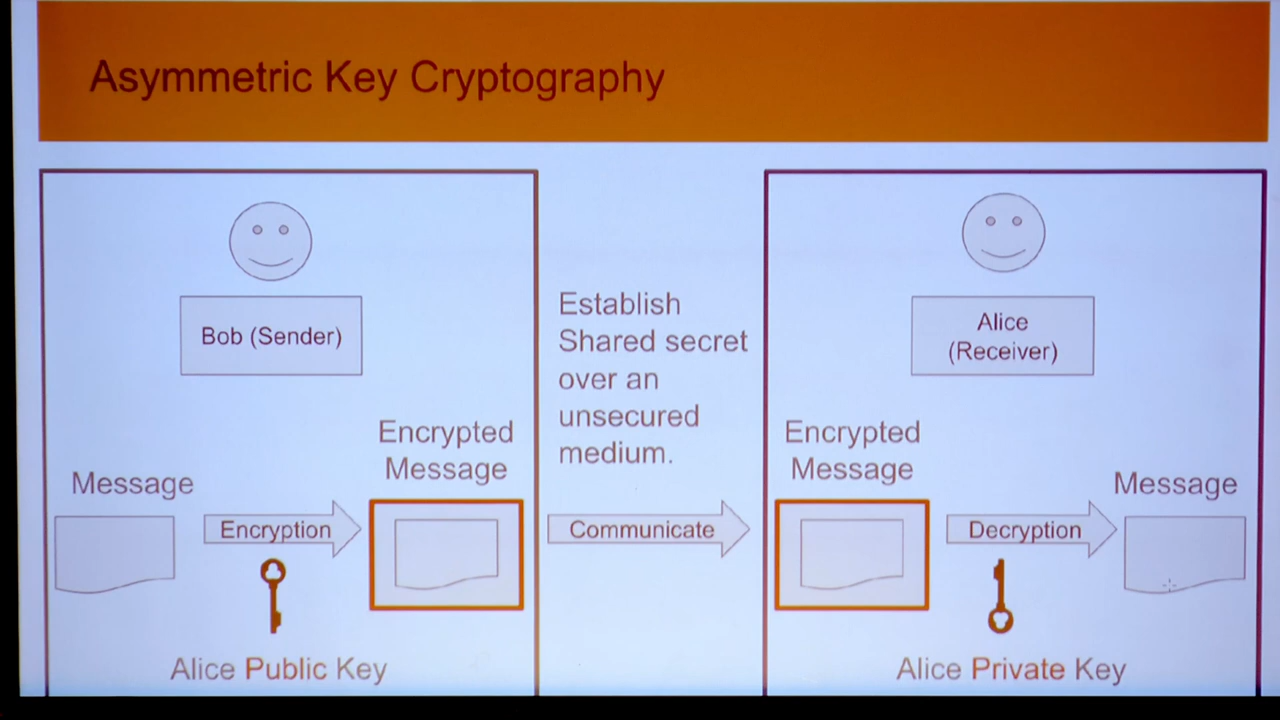 Asymmetric Key Cryptography
Bob (Sender)
Message
Encryption
Encrypted
Message
Alice Public Key
Establish
Shared secret
over an
unsecured
medium.
Communicate
Alice
(Receiver)
Encrypted
Message
Decryption
Message
Alice Private Key